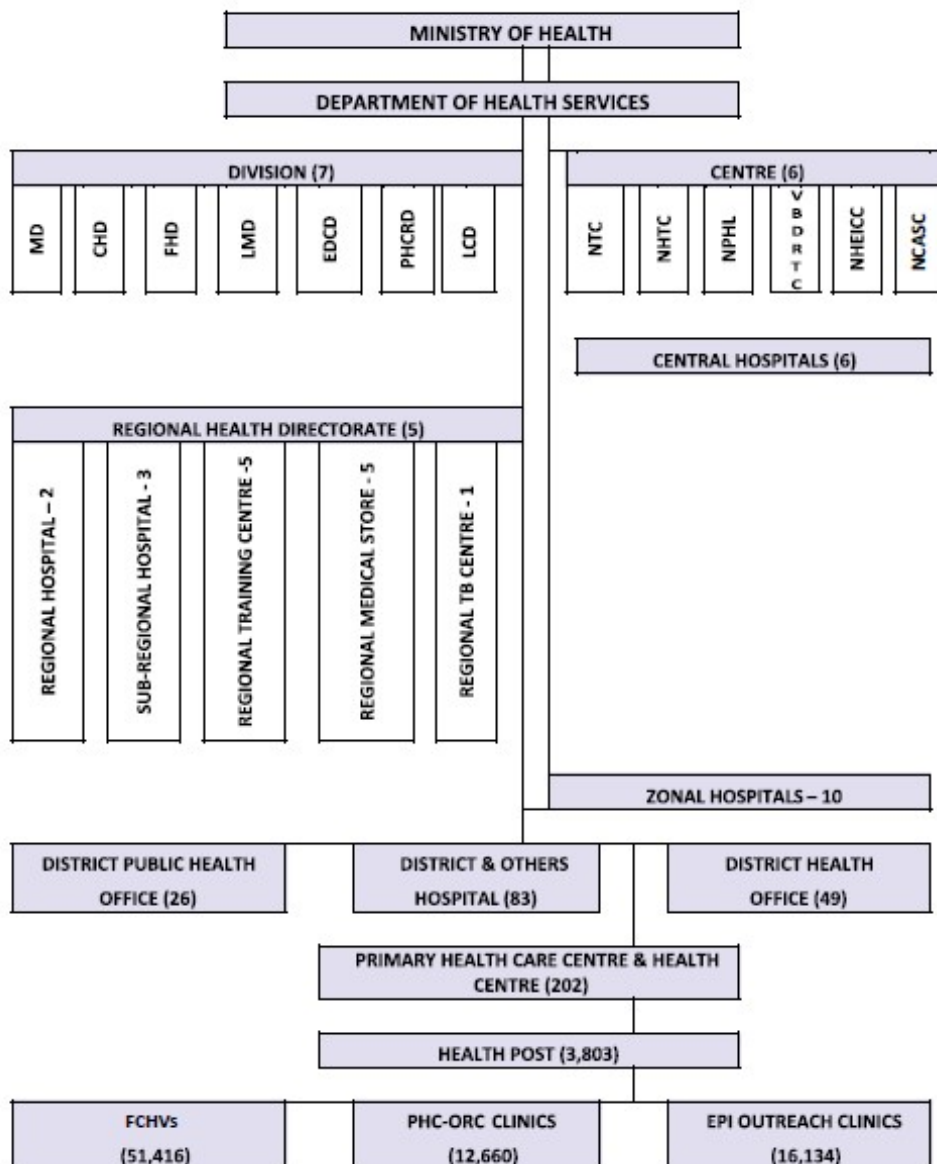 MINISTRY OF HEALTH
DEPARTMENT OF HEALTH SERVICES
DIVISION (7)
MD
CHD
FHD
LMD
EDCD
PHCRD
LCD
CENTRE (6)
NTC
NHTC
NPHL
VBDRTC
NHEICC
NCASC
CENTRAL HOSPITALS (6)
REGIONAL HEALTH DIRECTORATE (5)
REGIONAL HOSPITAL – 2
SUB-REGIONAL HOSPITAL - 3
REGIONAL TRAINING CENTRE -5
REGIONAL MEDICAL STORE - 5
REGIONAL TB CENTRE - 1
ZONAL HOSPITALS – 10
DISTRICT PUBLIC HEALTH
OFFICE (26)
DISTRICT & OTHERS
HOSPITAL (83)
DISTRICT HEALTH
OFFICE (49)
PRIMARY HEALTH CARE CENTRE & HEALTH
CENTRE (202)
HEALTH POST (3,803)
FCHVs
(51,416)
PHC-ORC CLINICS
(12,660)
EPI OUTREACH CLINICS
(16,134)